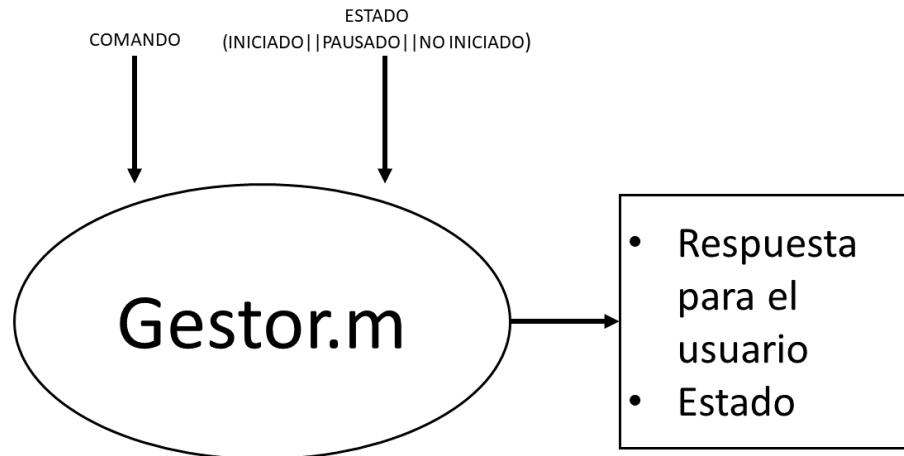 COMANDO
ESTADO
(INICIADO||PAUSADO||NO INICIADO)
Gestor.m
• Respuesta
para el
usuario
• Estado